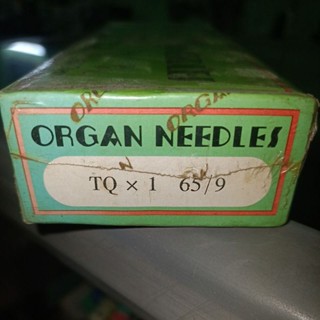 ORGAN NEEDLES
TQ × 1 65/9